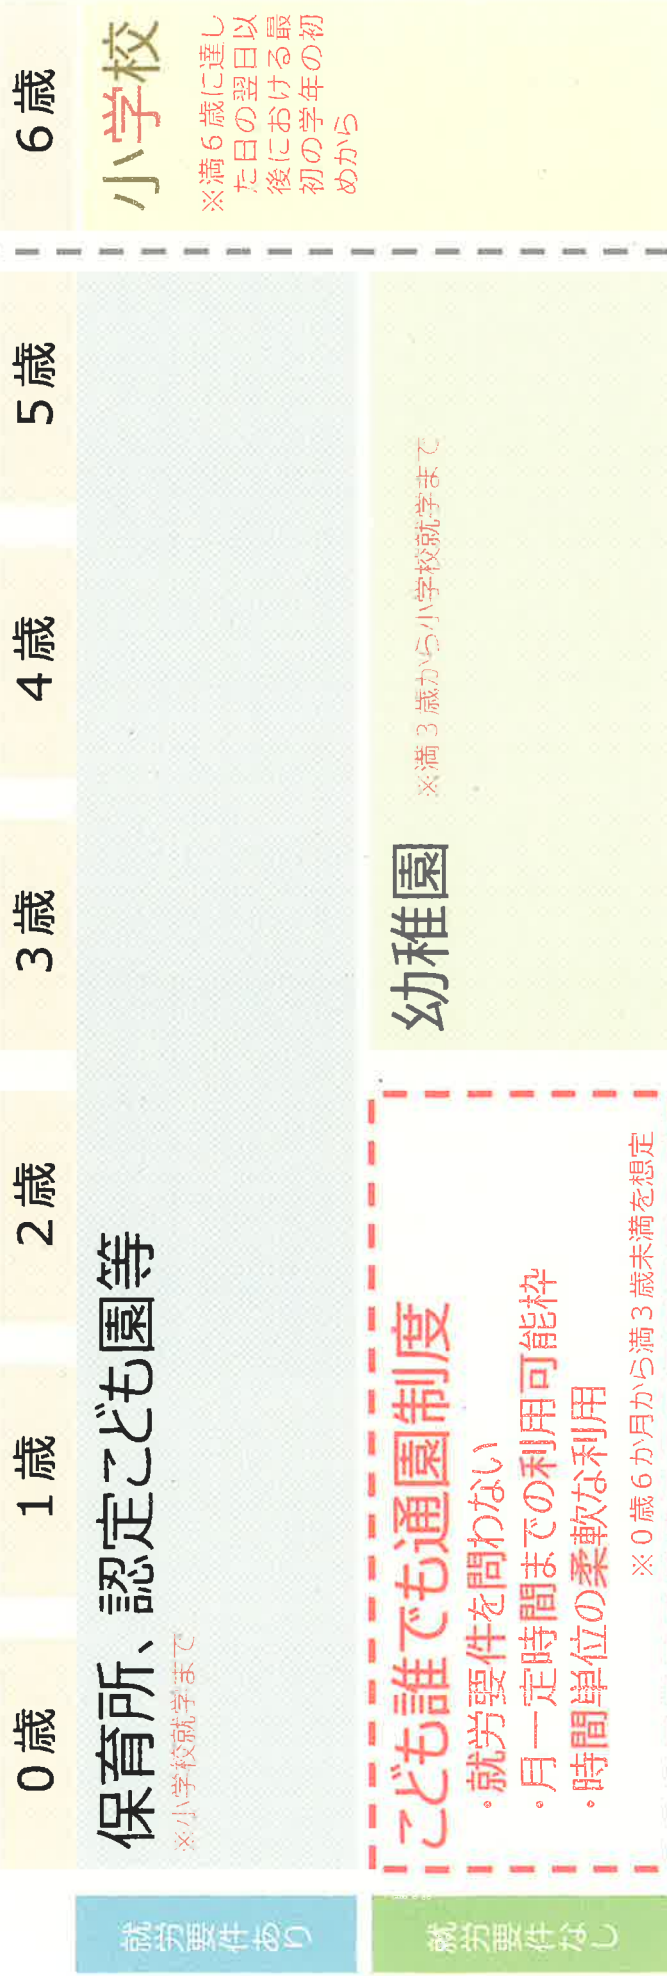 0歳
1歳
2歳
3歳
4歳
5歳
6歳
就労要件あり
保育所、認定こども園等
※小学校就学まで
小学校
※満6歳に達し
た日の翌日以
後における最
初の学年の初
めから
就労要件なし
こども誰でも通園制度
・就労要件を問わない
・月一定時間までの利用可能枠
・時間単位の柔軟な利用
※0歳6か月から満3歳未満を想定
幼稚園
※満3歳から小学校就学まで